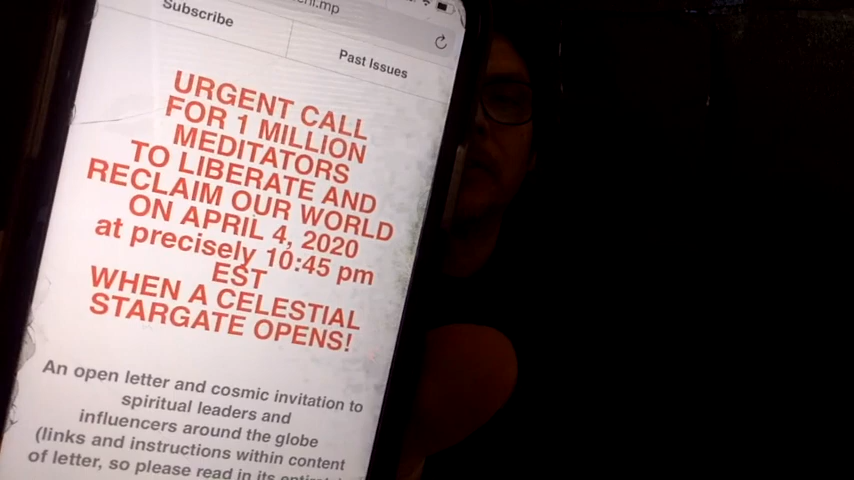 Subscribe
Past Issues
URGENT CALL
FOR 1 MILLION
MEDITATORS
TO LIBERATE AND
RECLAIM OUR WORLD
ON APRIL 4, 2020
at precisely 10:45 pm
EST
WHEN A CELESTIAL
STARGATE OPENS!
An open letter and cosmic invitation to
spiritual leaders and
influencers around the globe
(links and instructions within content
of letter, so please read in its